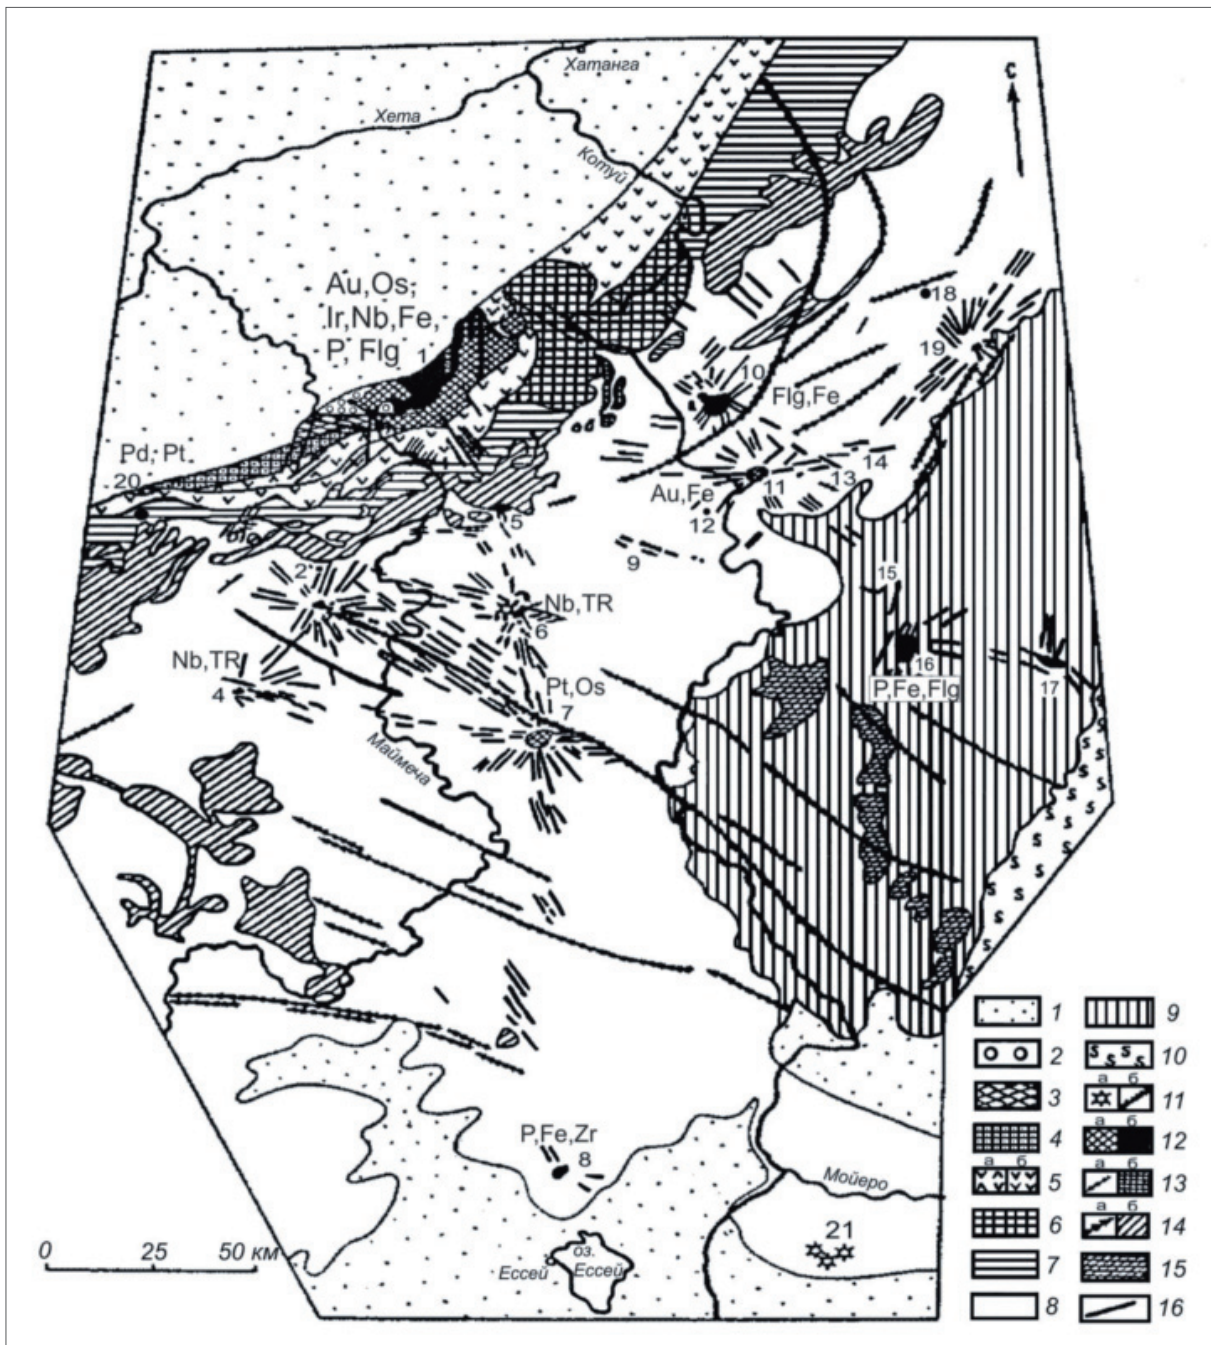 Хатанга
С
Хета
Котуй
Au,Os,
Ir,Nb,Fe,
P, Flg
1
18
19
10
Flg,Fe
Pd, Pt
20
14
13
11
Au,Fe
12
5
9
2
15
Nb,TR
6
Nb,TR
4
16
P,Fe,Flg
17
Pt,Os
7
Маймеча
P,Fe,Zr
8
Мойеро
21
0 25 50 км
Ессей
оз.
Ессей
1
2
3
4
а б
5
6
7
8
9
10
а б
11
а б
12
а б
13
а б
14
15
16